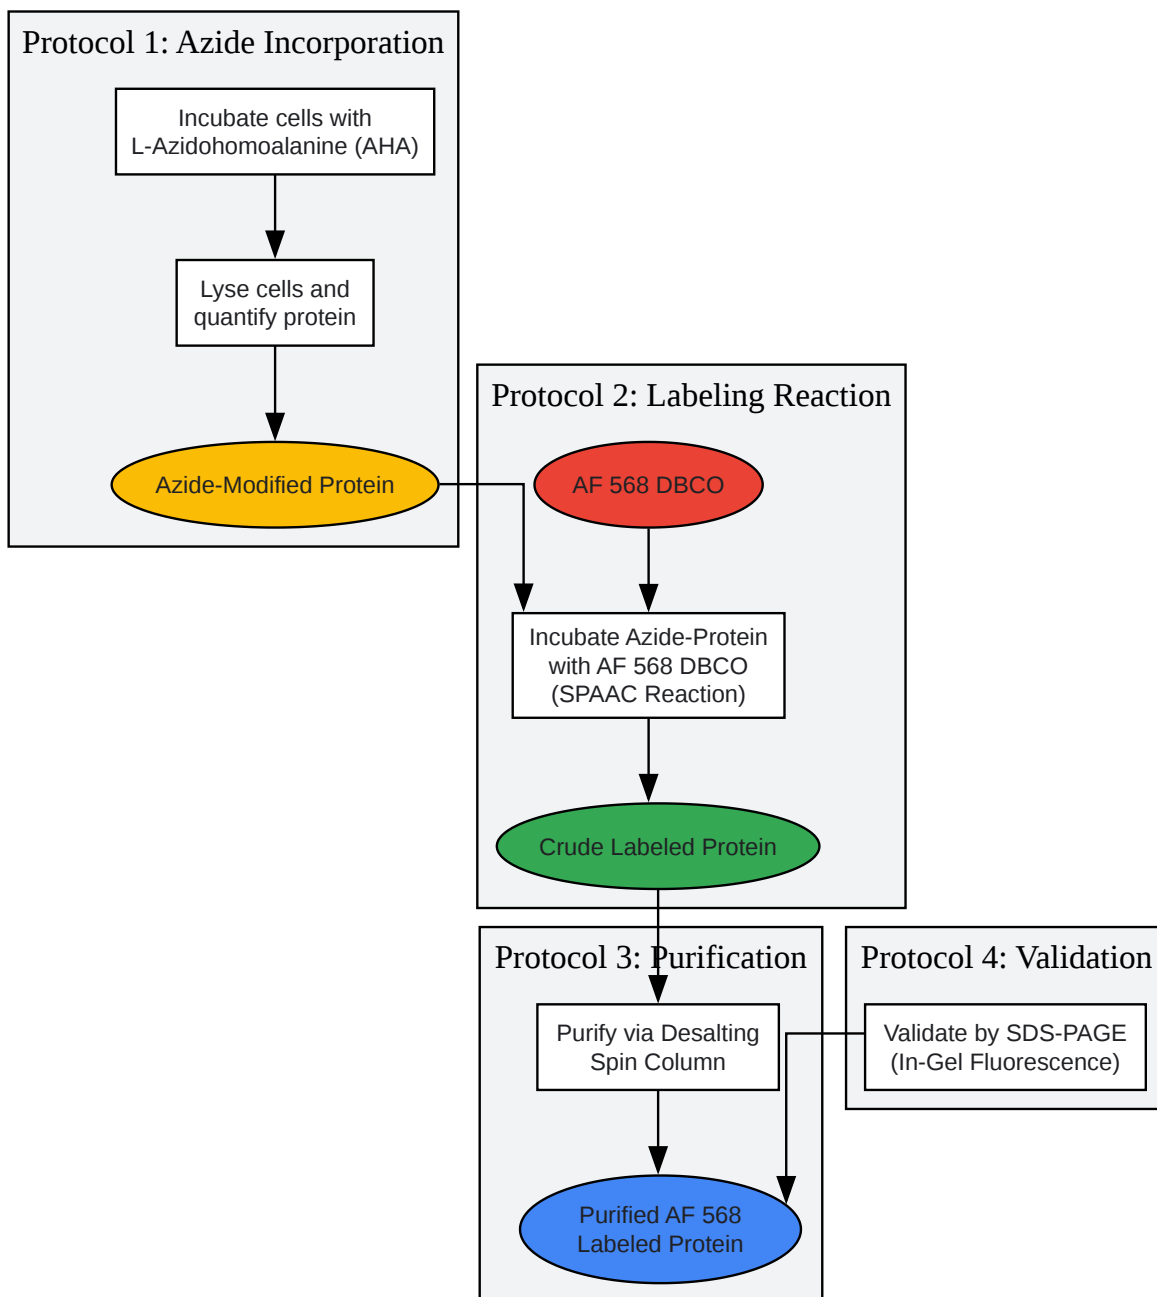 Protocol 1: Azide Incorporation
Incubate cells with
L-Azidohomoalanine (AHA)
Lyse cells and
quantify protein
Azide-Modified Protein
Protocol 2: Labeling Reaction
AF 568 DBCO
Incubate Azide-Protein
with AF 568 DBCO
(SPAAC Reaction)
Crude Labeled Protein
Protocol 3: Purification
Purify via Desalting
Spin Column
Purified AF 568
Labeled Protein
Protocol 4: Validation
Validate by SDS-PAGE
(In-Gel Fluorescence)